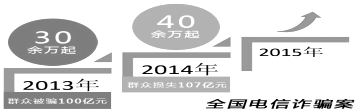 30
余万起
2013年
群众被骗100亿元
40
余万起
2014年
群众损失107亿元
2015年
全国电信诈骗案